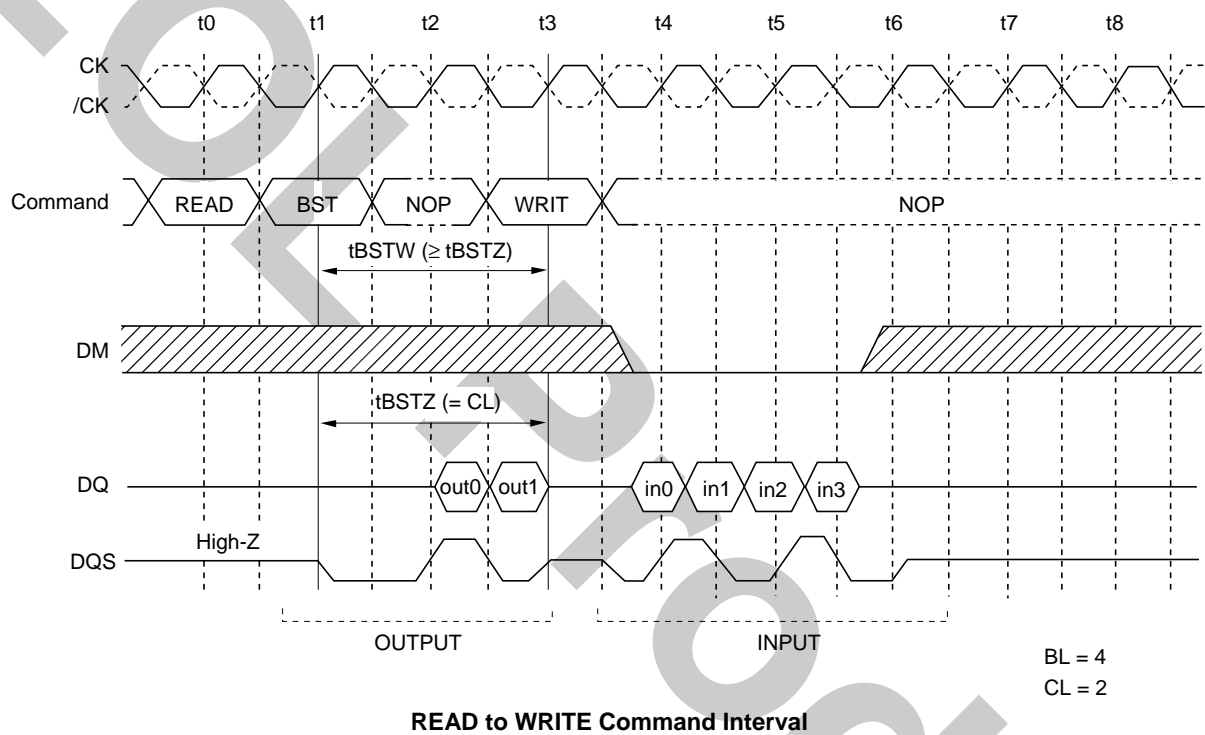 t0 t1 t2 t3 t4 t5 t6 t7 t8
CK
/CK
Command READ BST NOP WRIT NOP
tBSTW (≥ tBSTZ)
DM
tBSTZ (= CL)
DQ out0 out1 in0 in1 in2 in3
High-Z
DQS
OUTPUT INPUT
BL = 4
CL = 2
READ to WRITE Command Interval